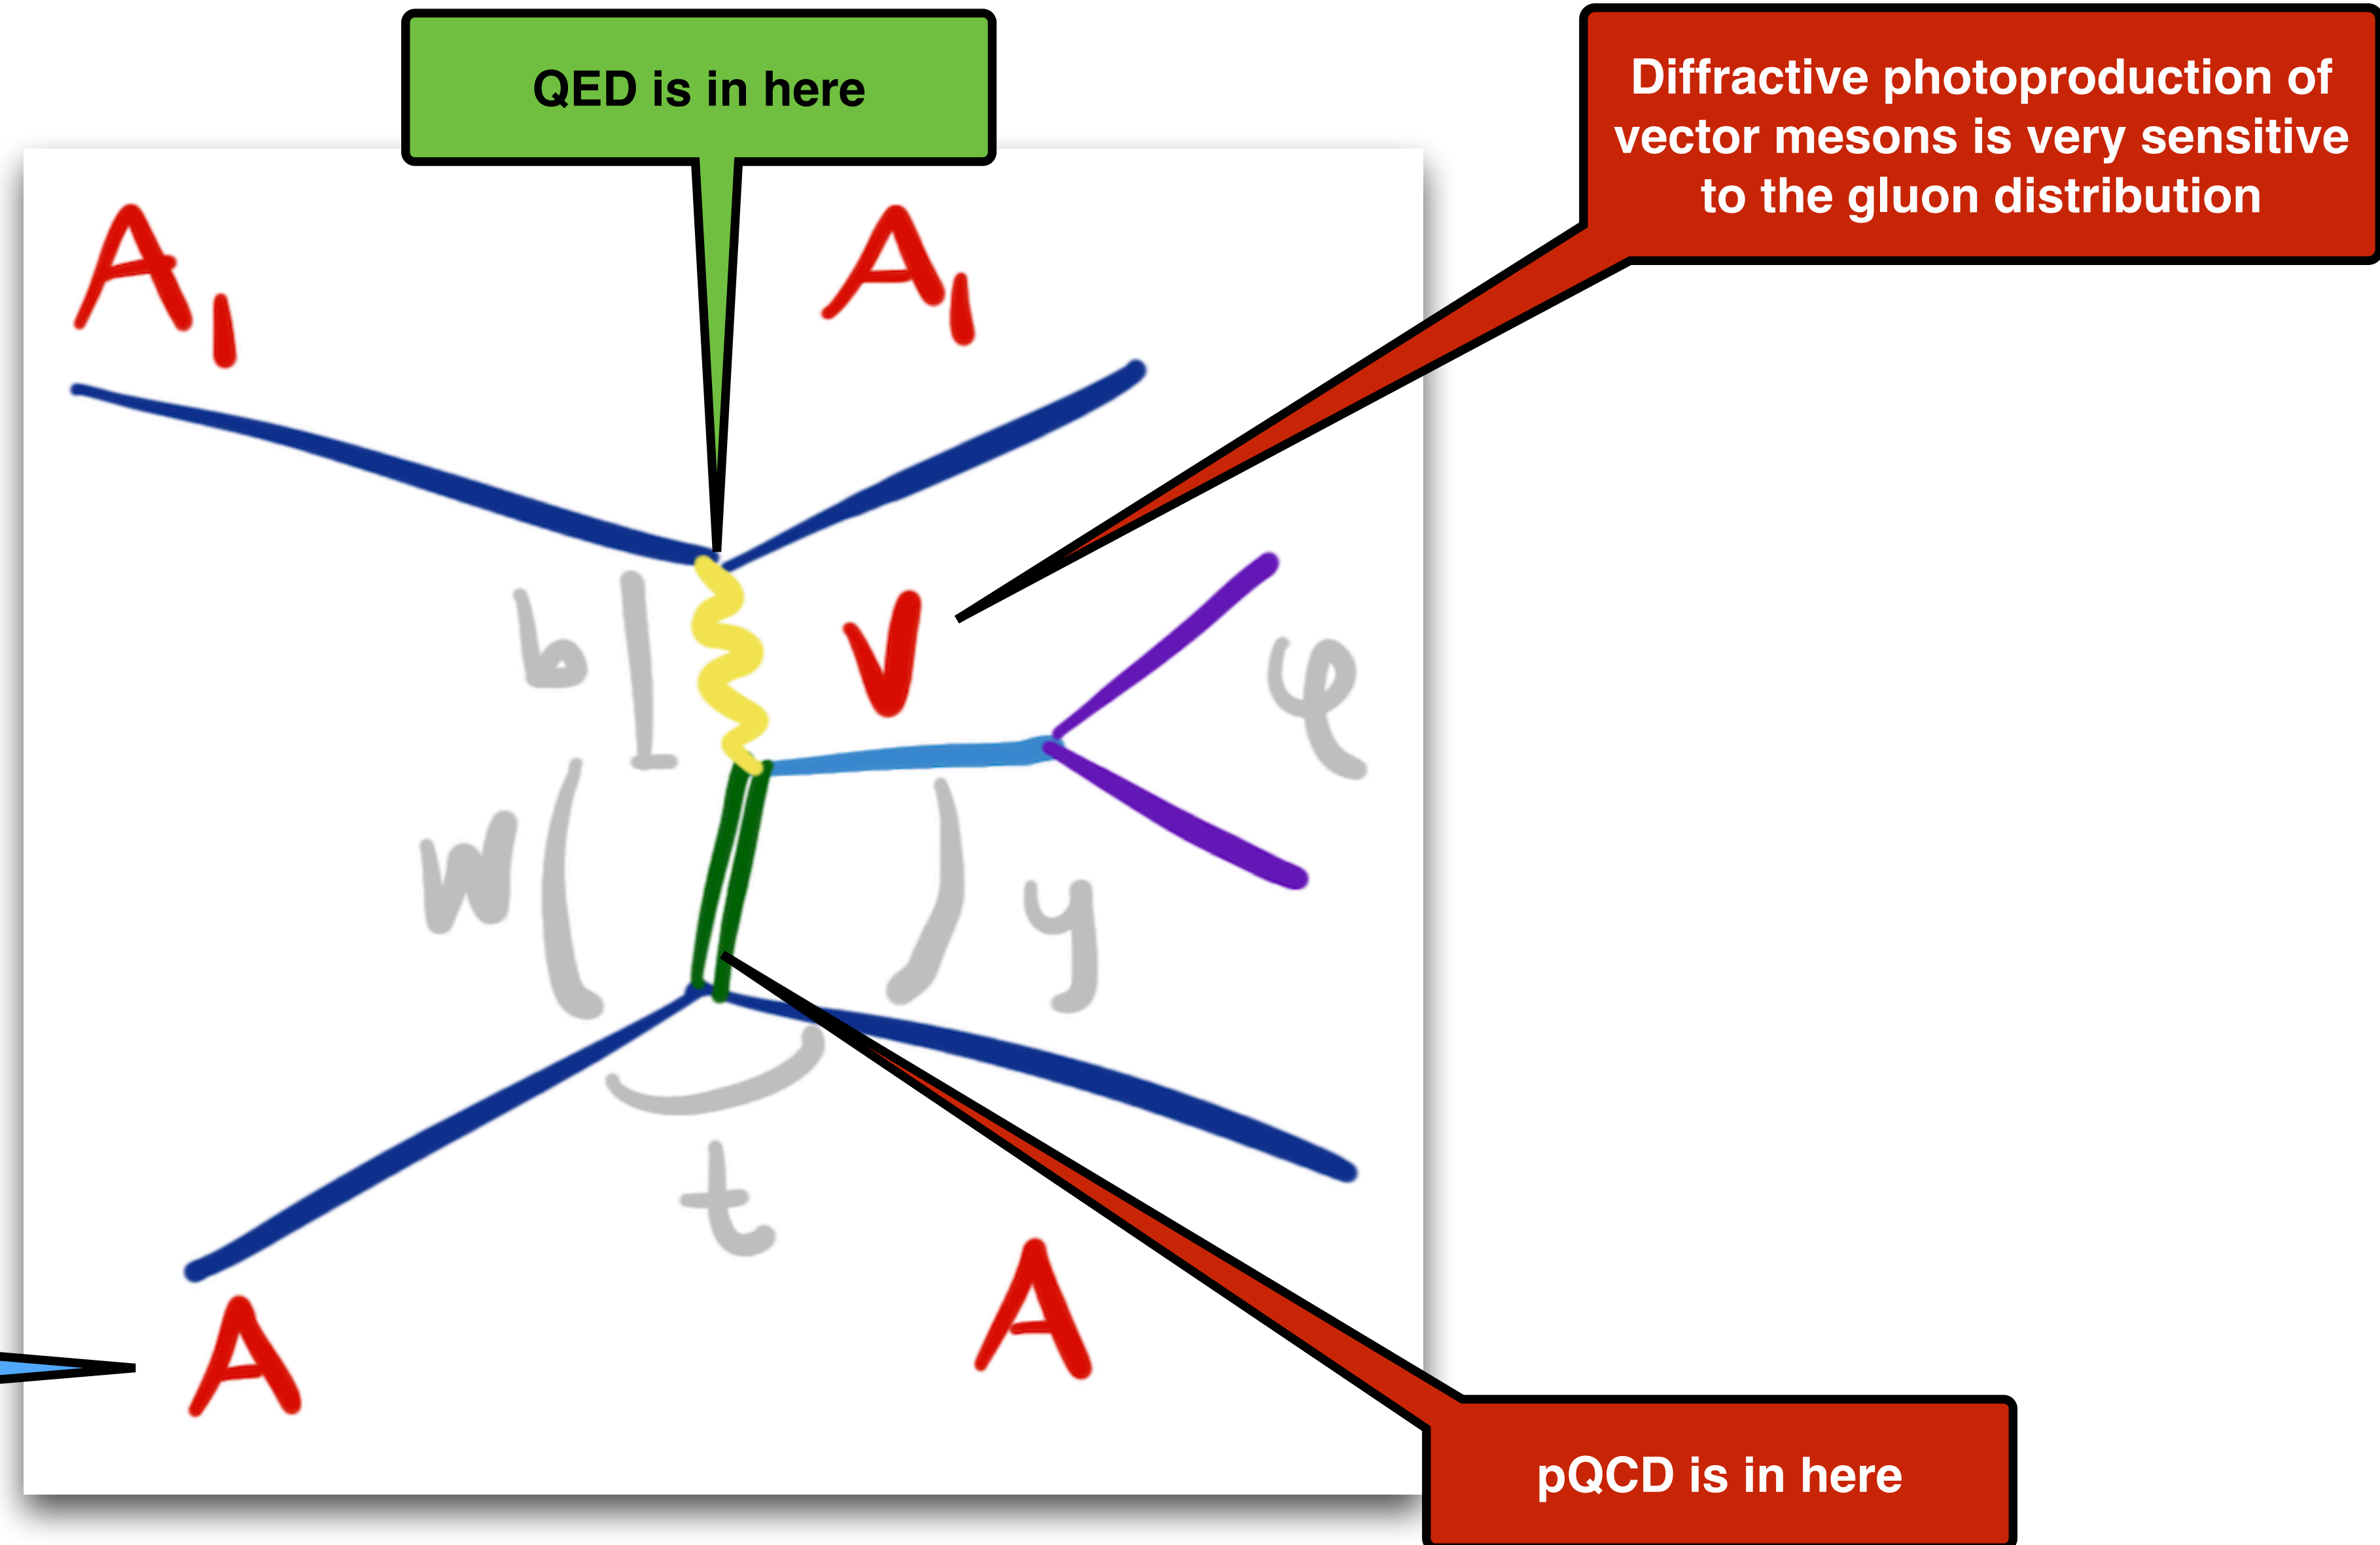 QED is in here
Diffractive photoproduction of
vector mesons is very sensitive
to the gluon distribution
A1
A1
b
V
φ
W
y
t
A
A
pQCD is in here